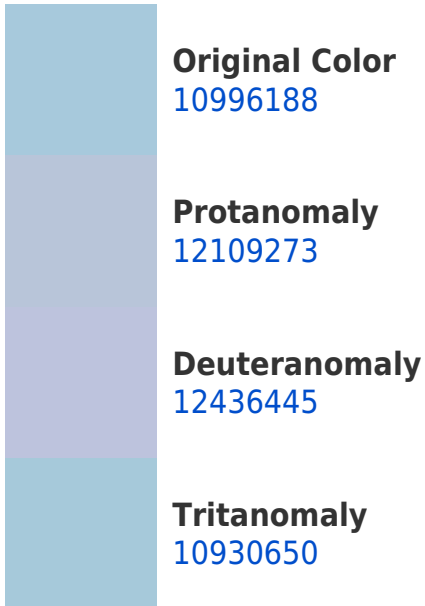 Original Color
10996188
Protanomaly
12109273
Deuteranomaly
12436445
Tritanomaly
10930650